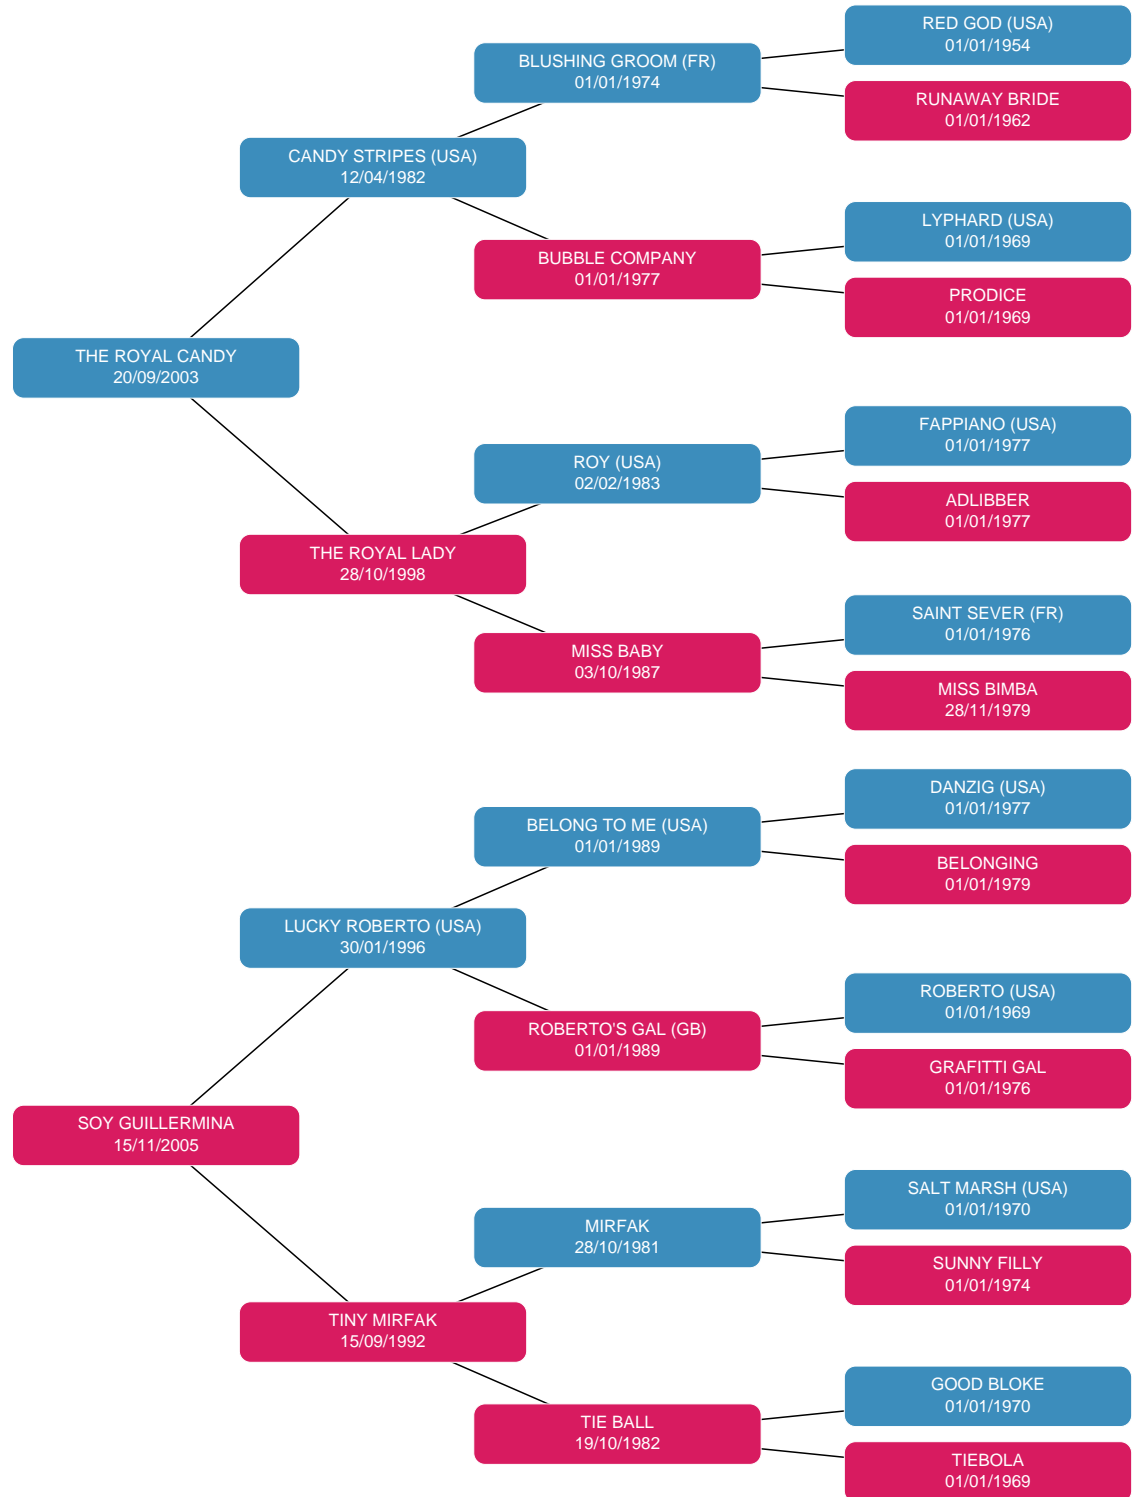 RED GOD (USA)
01/01/1954
BLUSHING GROOM (FR)
01/01/1974
RUNAWAY BRIDE
01/01/1962
CANDY STRIPES (USA)
12/04/1982
LYPHARD (USA)
01/01/1969
BUBBLE COMPANY
01/01/1977
PRODICE
01/01/1969
THE ROYAL CANDY
20/09/2003
FAPPIANO (USA)
01/01/1977
ROY (USA)
02/02/1983
ADLIBBER
01/01/1977
THE ROYAL LADY
28/10/1998
SAINT SEVER (FR)
01/01/1976
MISS BABY
03/10/1987
MISS BIMBA
28/11/1979
DANZIG (USA)
01/01/1977
BELONG TO ME (USA)
01/01/1989
BELONGING
01/01/1979
LUCKY ROBERTO (USA)
30/01/1996
ROBERTO (USA)
01/01/1969
ROBERTO'S GAL (GB)
01/01/1989
GRAFITTI GAL
01/01/1976
SOY GUILLERMINA
15/11/2005
SALT MARSH (USA)
01/01/1970
MIRFAK
28/10/1981
SUNNY FILLY
01/01/1974
TINY MIRFAK
15/09/1992
GOOD BLOKE
01/01/1970
TIE BALL
19/10/1982
TIEBOLA
01/01/1969